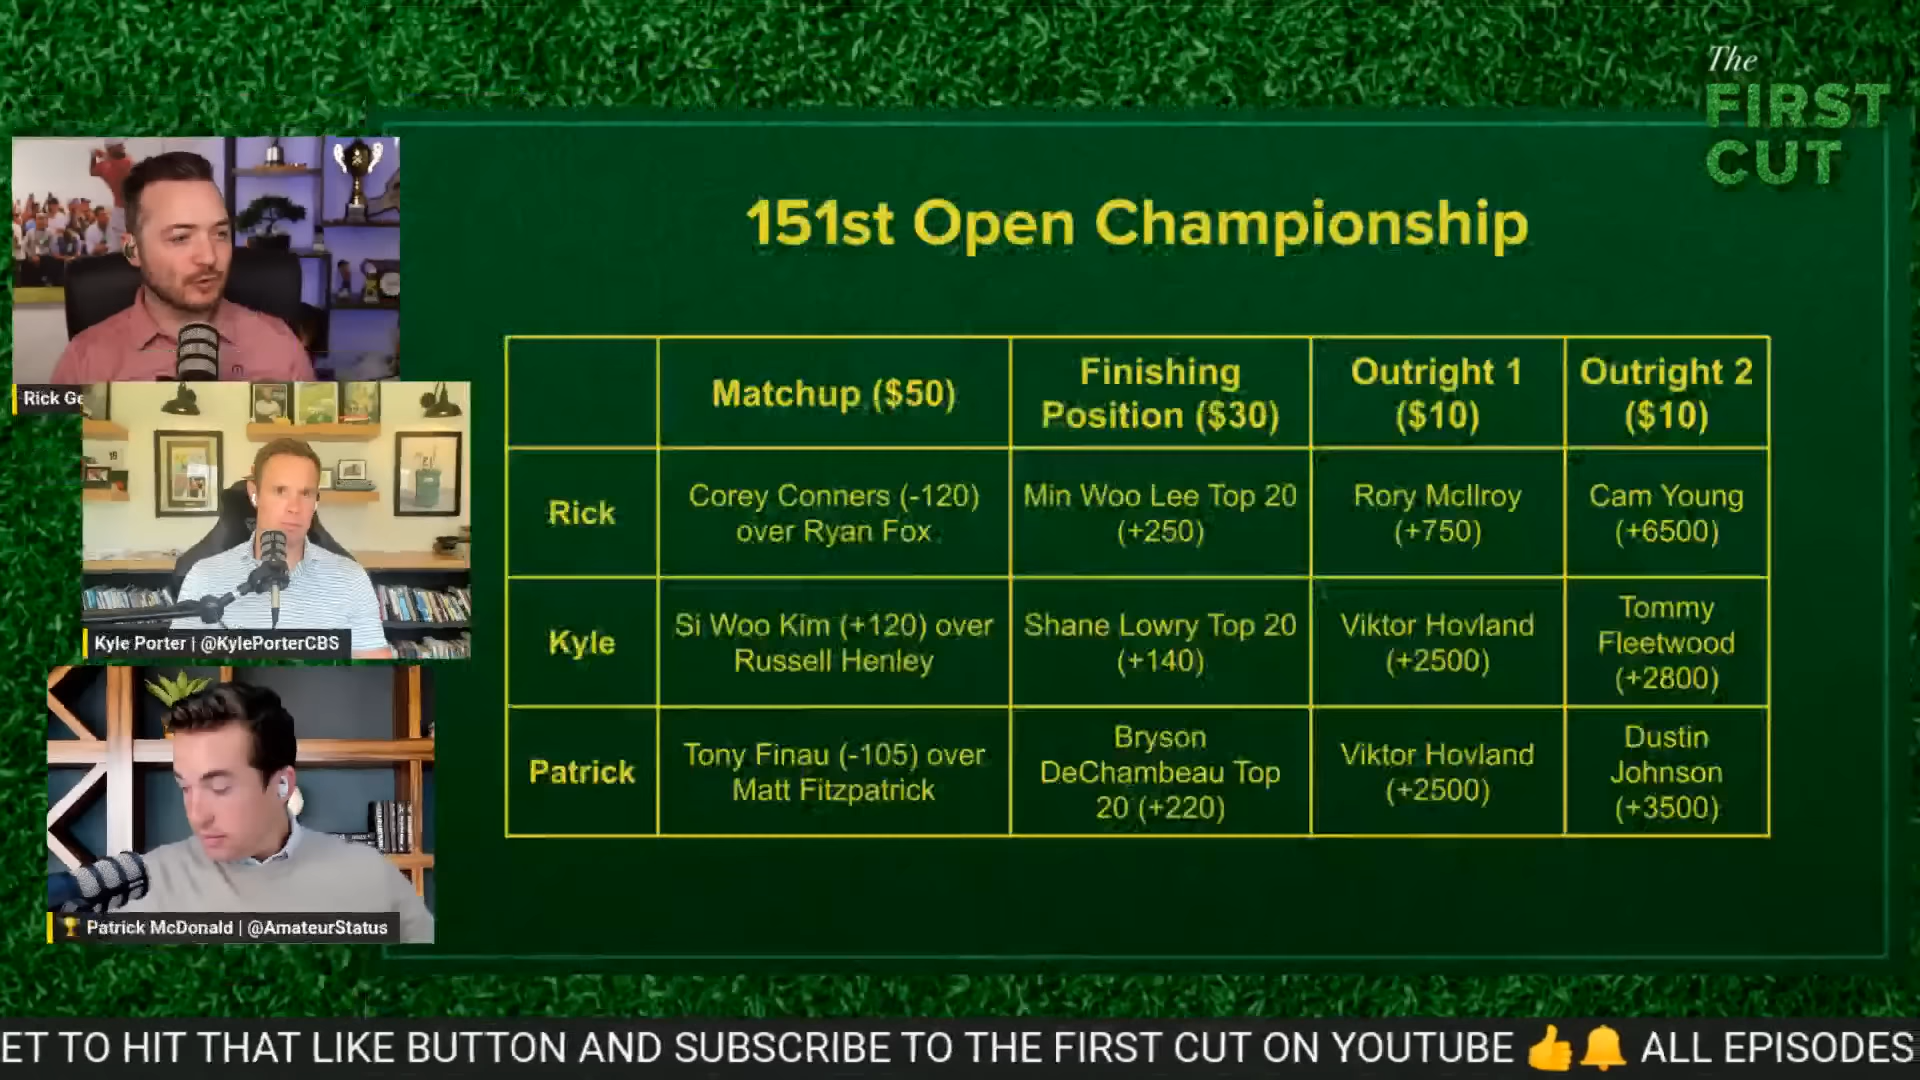 The
FIRST
CUT
151st Open Championship
Matchup ($50)
Finishing
Position ($30)
Outright 1
($10)
Outright 2
($10)
Rick
Corey Conners (-120)
over Ryan Fox
Min Woo Lee Top 20
(+250)
Rory McIlroy
(+750)
Cam Young
(+6500)
Kyle
Si Woo Kim (+120) over
Russell Henley
Shane Lowry Top 20
(+140)
Viktor Hovland
(+2500)
Tommy
Fleetwood
(+2800)
Patrick
Tony Finau (-105) over
Matt Fitzpatrick
Bryson
DeChambeau Top
20 (+220)
Viktor Hovland
(+2500)
Dustin
Johnson
(+3500)
Rick Ge
Kyle Porter | @KylePorterCBS
Patrick McDonald | @AmateurStatus
ET TO HIT THAT LIKE BUTTON AND SUBSCRIBE TO THE FIRST CUT ON YOUTUBE 👍🔔 ALL EPISODES